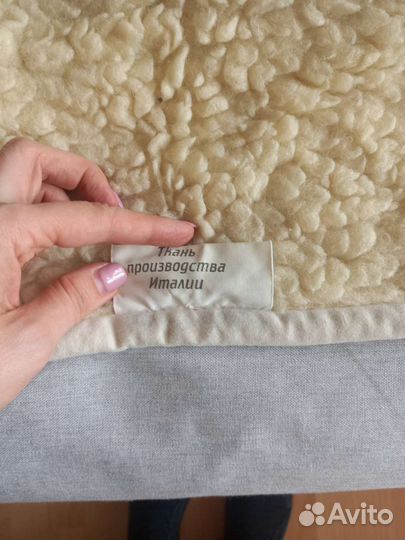 Ткань
производства
Италии
Avito